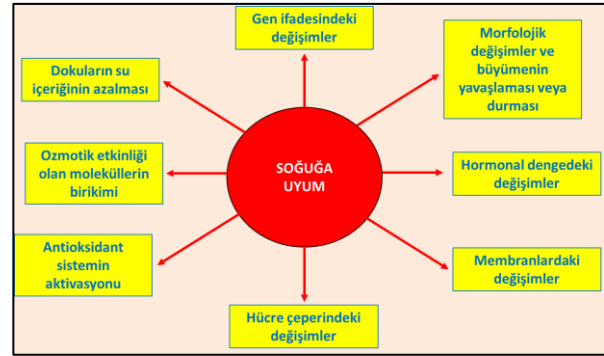 Gen ifadesindeki
değişimler
Morfolojik
değişimler ve
büyümenin
yavaşlaması veya
durması
Dokuların su
içeriğinin azalması
Ozmotik etkinliği
olan moleküllerin
birikimi
SOĞUĞA
UYUM
Hormonal dengedeki
değişimler
Antioksidant
sistemin
aktivasyonu
Membranlardaki
değişimler
Hücre çeperindeki
değişimler